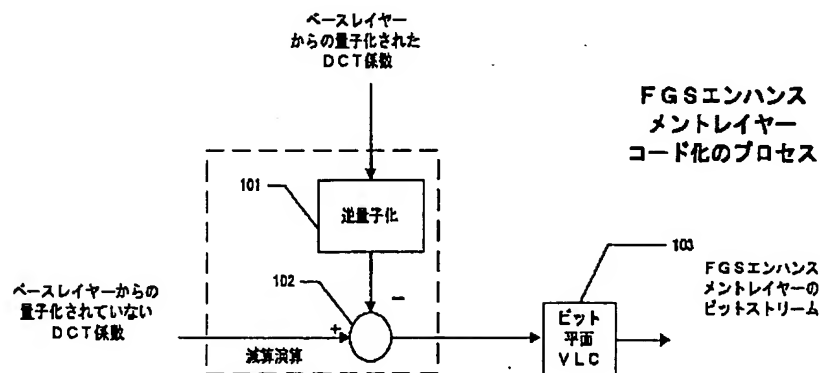 ベースレイヤー
からの量子化された
DCT係数
FGSエンハンス
メントレイヤー
コード化のプロセス
101
逆量子化
103
102
−
FGSエンハンス
メントレイヤーの
ビットストリーム
ベースレイヤーからの
量子化されていない
DCT係数
+
減算演算
ビット
平面
VLC